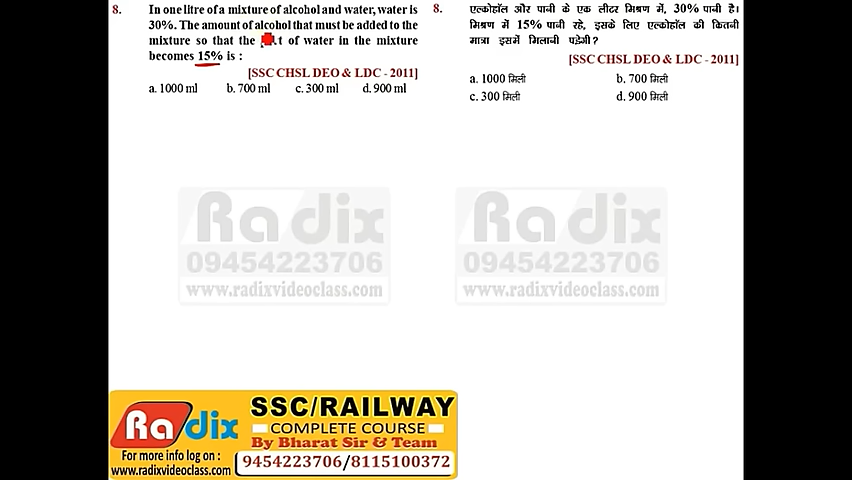 8. In one litre of a mixture of alcohol and water, water is
30%. The amount of alcohol that must be added to the
mixture so that the t of water in the mixture
becomes 15% is :
[SSC CHSL DEO & LDC - 2011]
a. 1000 ml b. 700 ml c. 300 ml d. 900 ml
8. एल्कोहॉल और पानी के एक लीटर मिश्रण में, 30% पानी है।
मिश्रण में 15% पानी रहे, इसके लिए एल्कोहॉल की कितनी
मात्रा इसमें मिलानी पड़ेगी?
[SSC CHSL DEO & LDC - 2011]
a. 1000 मिली b. 700 मिली
c. 300 मिली d. 900 मिली
Radix
09454223706
www.radixvideoclass.com
Radix
09454223706
www.radixvideoclass.com
Radix
For more info log on :
www.radixvideoclass.com
SSC/RAILWAY
COMPLETE COURSE
By Bharat Sir & Team
9454223706/8115100372